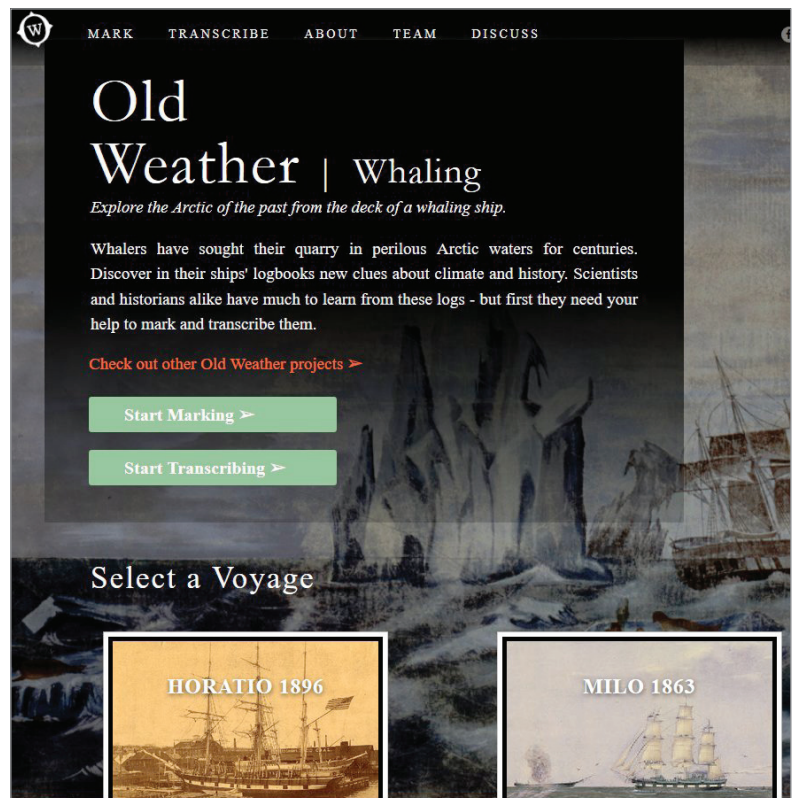 W
MARK TRANSCRIBE ABOUT TEAM DISCUSS
Old
Weather | Whaling
Explore the Arctic of the past from the deck of a whaling ship.
Whalers have sought their quarry in perilous Arctic waters for centuries.
Discover in their ships' logbooks new clues about climate and history. Scientists
and historians alike have much to learn from these logs - but first they need your
help to mark and transcribe them.
Check out other Old Weather projects ➢
Start Marking ➢
Start Transcribing ➢
Select a Voyage
HORATIO 1896
MILO 1863